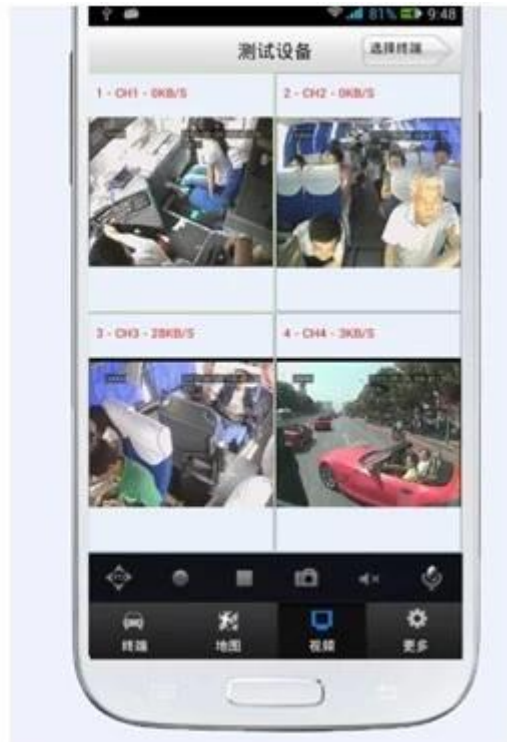 81% 9:48
测试设备
选择终端
1 - CH1 - 0KB/S
2 - CH2 - 0KB/S
3 - CH3 - 28KB/S
4 - CH4 - 3KB/S
终端
地图
视频
更多